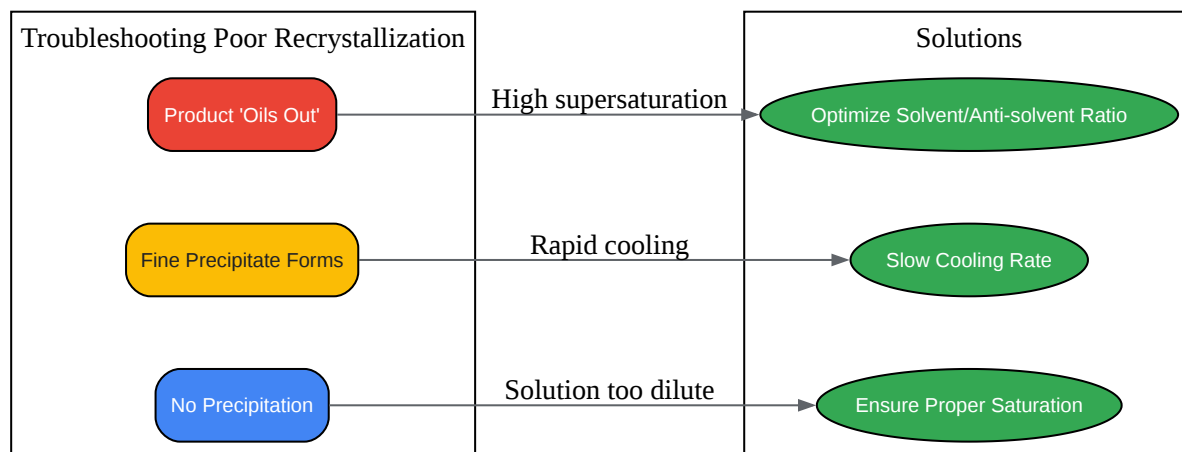 Troubleshooting Poor Recrystallization
Solutions
Product 'Oils Out'
High supersaturation
Optimize Solvent/Anti-solvent Ratio
Fine Precipitate Forms
Rapid cooling
Slow Cooling Rate
No Precipitation
Solution too dilute
Ensure Proper Saturation